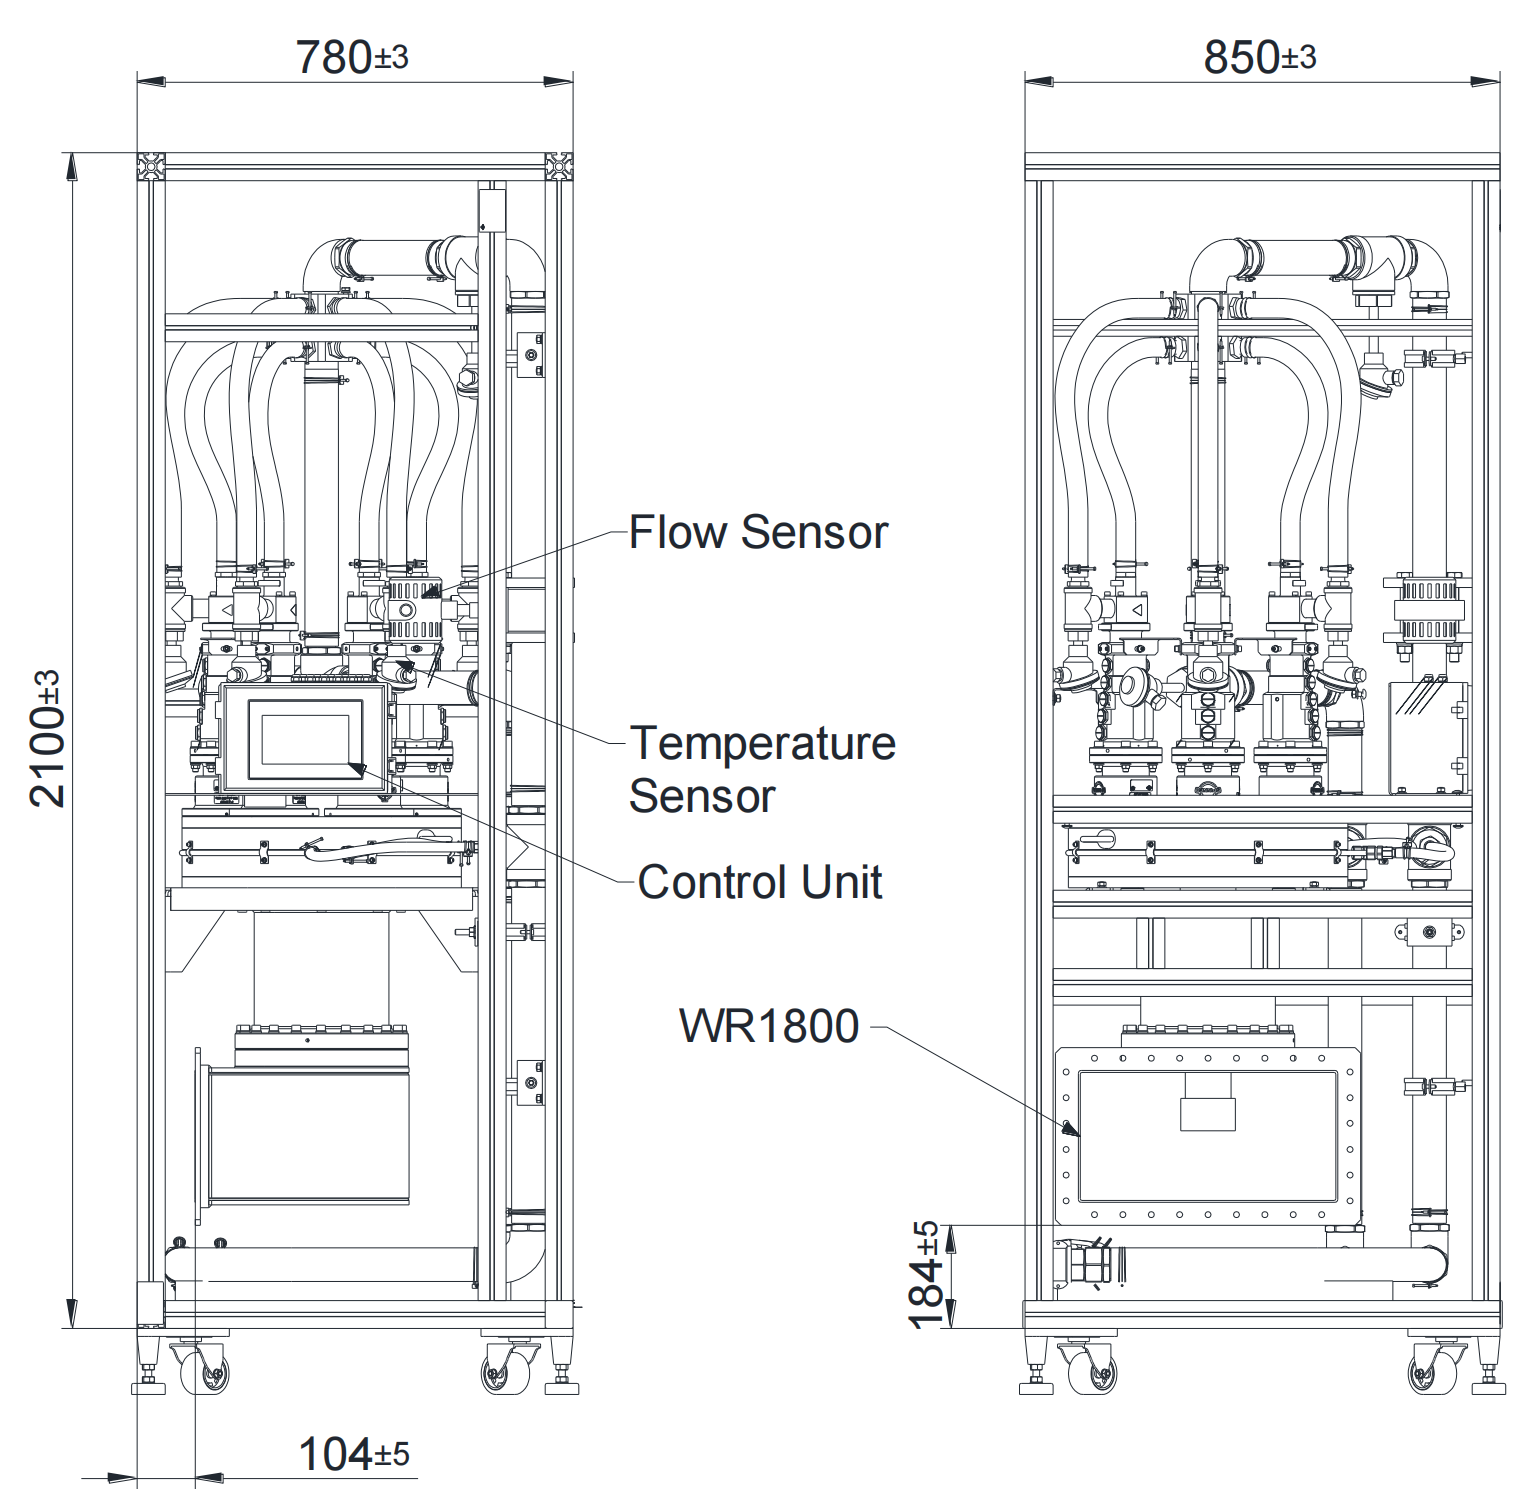 780±3
850±3
Flow Sensor
2100±3
Temperature
Sensor
Control Unit
WR1800
184±5
104±5